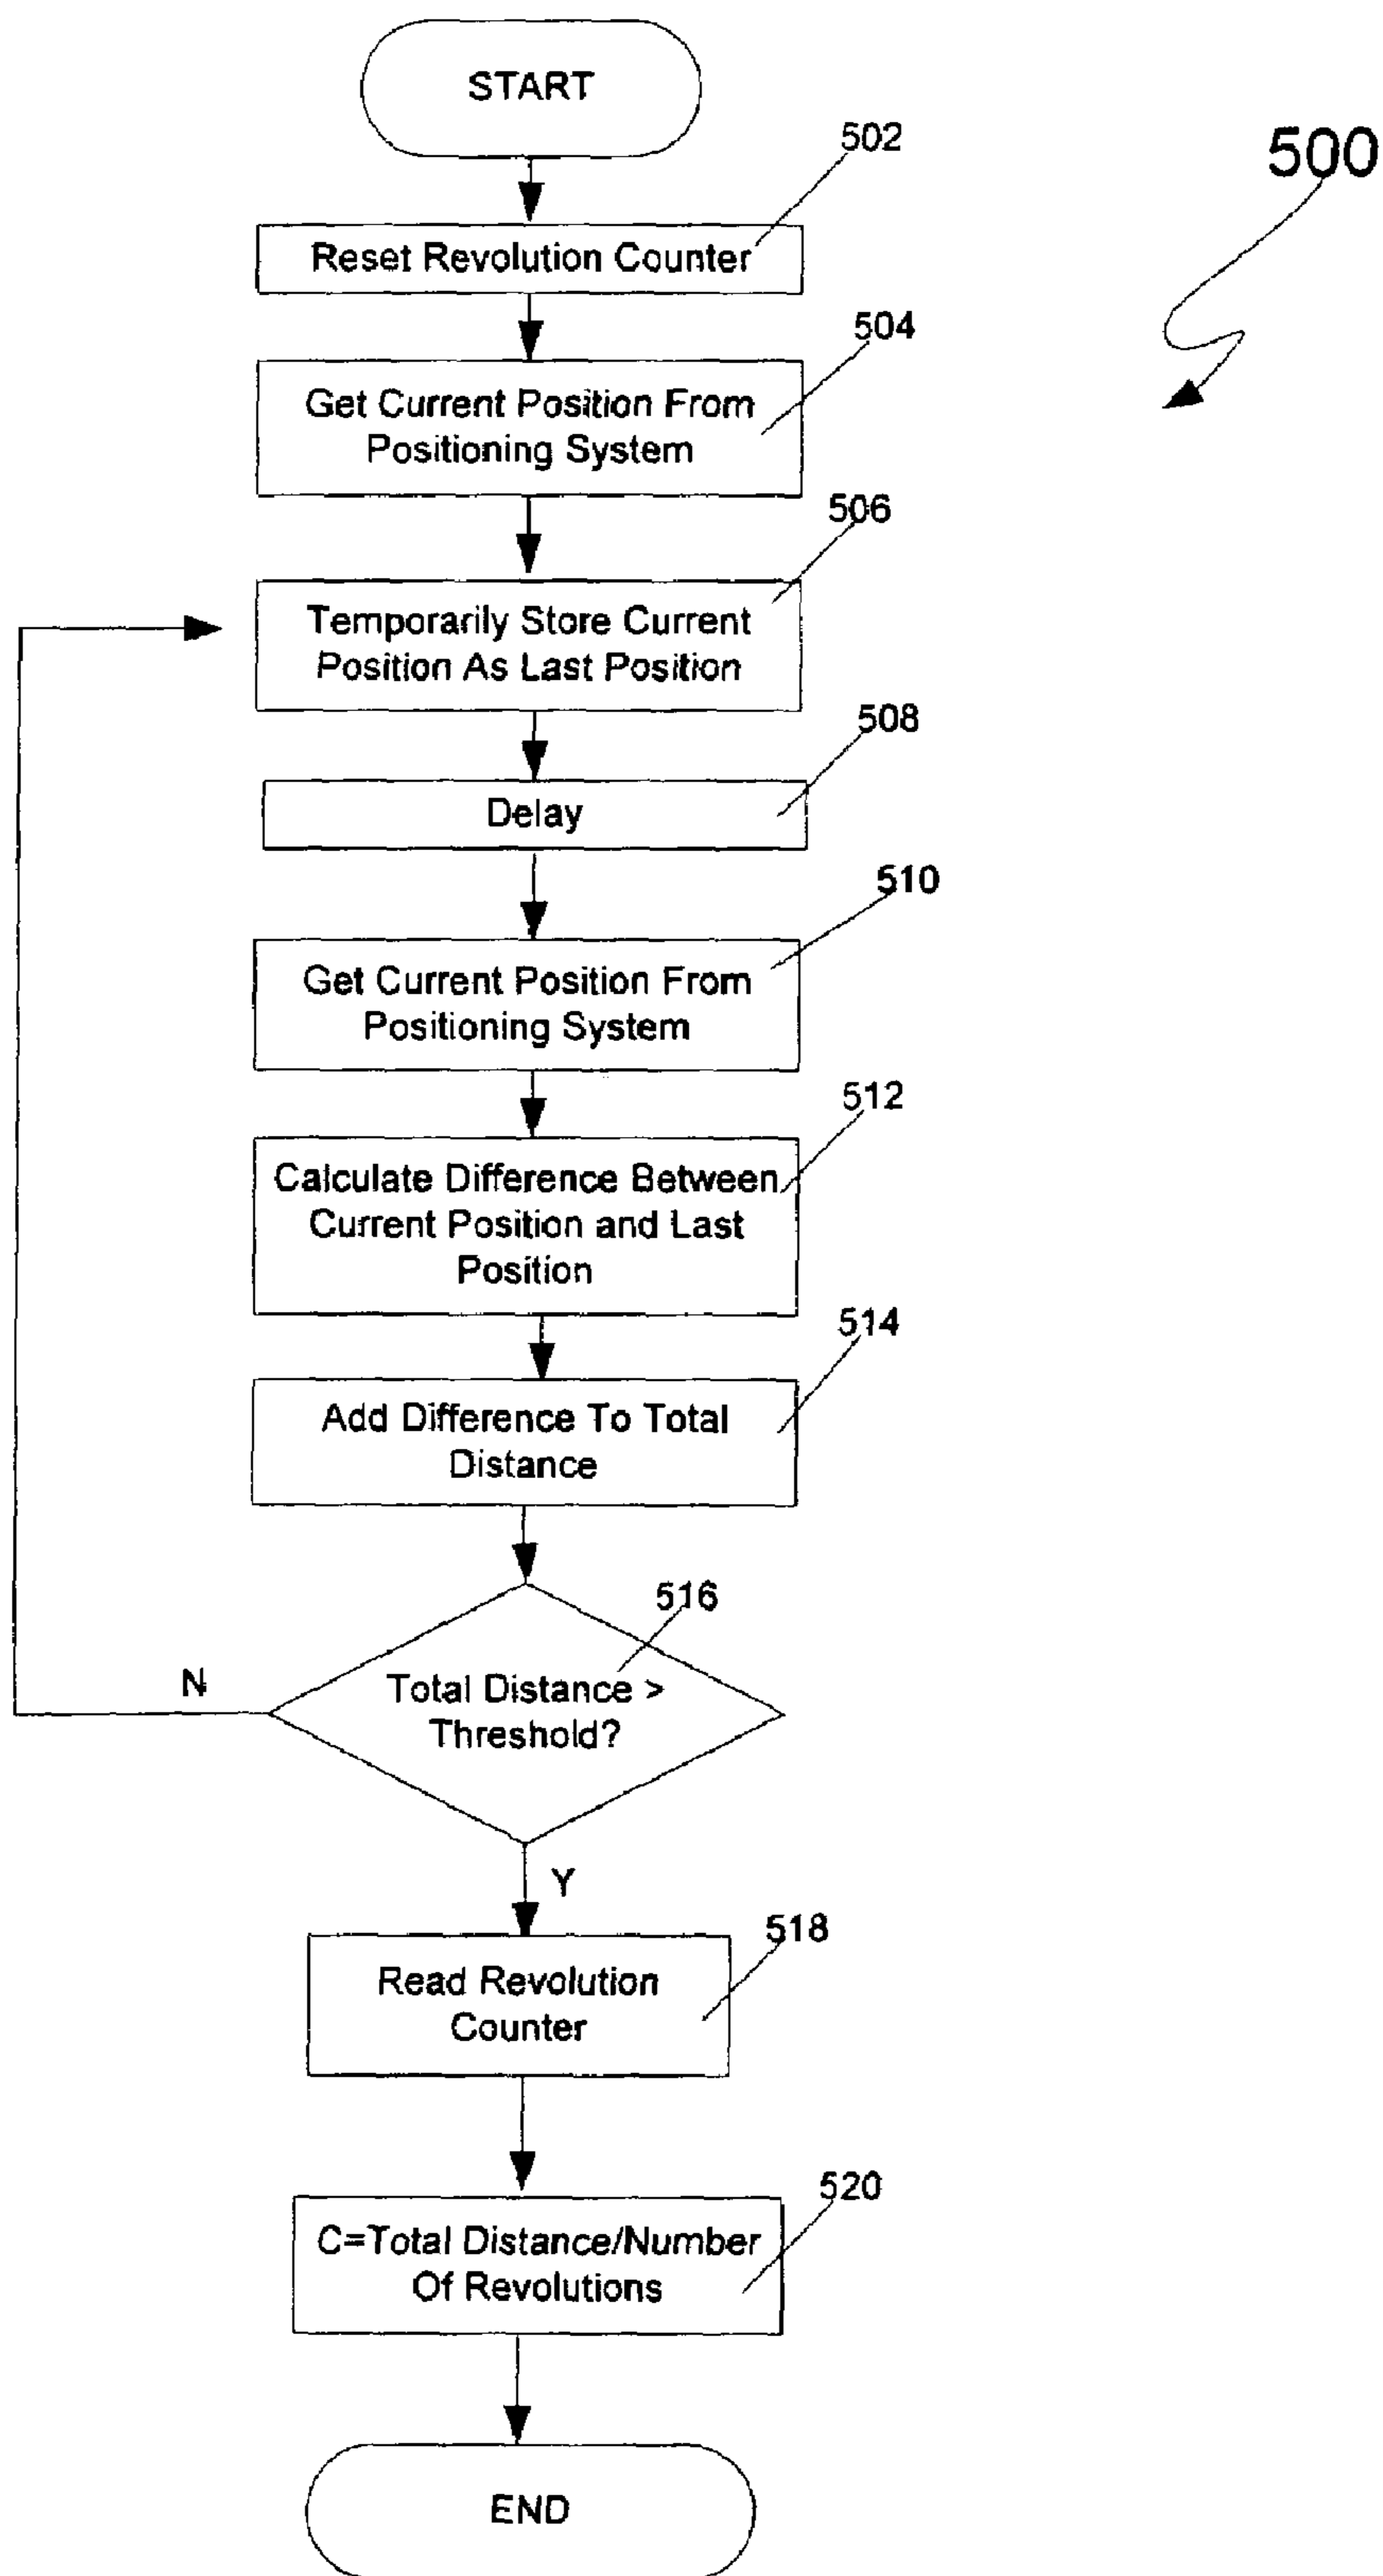 START
502
500
Reset Revolution Counter
504
Get Current Position From
Positioning System
506
Temporarily Store Current
Position As Last Position
508
Delay
510
Get Current Position From
Positioning System
512
Calculate Difference Between
Current Position and Last
Position
514
Add Difference To Total
Distance
516
Total Distance >
Threshold?
N
Y
518
Read Revolution
Counter
520
C=Total Distance/Number
Of Revolutions
END